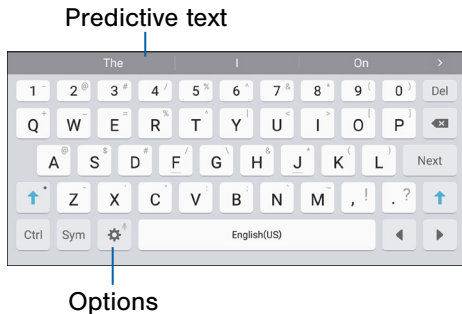 Predictive text
The I On >
1 - 2 @ 3 # 4 / 5 % 6 ^ 7 & 8 * 9 ( 0 ) Del
Q + W _ E = R % T ^ Y | U < I > O [ P ]
A @ S $ D # F / G \ H & J * K ( L ) Next
Z X C V B N M , ! . ?
Ctrl Sym English(US)
Options